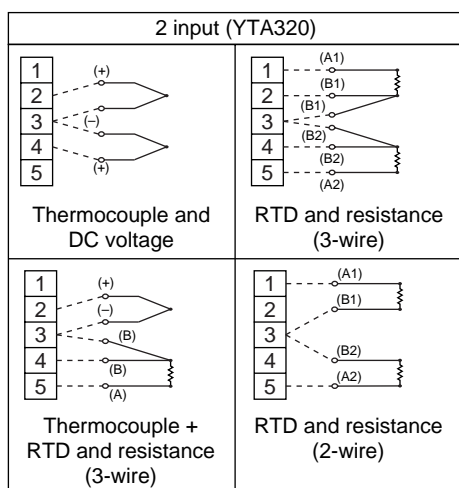 2 input (YTA320)
1
2
3
4
5
(+)
(–)
(+)
Thermocouple and
DC voltage
1
2
3
4
5
(A1)
(B1)
(B1)
(B2)
(B2)
(A2)
RTD and resistance
(3-wire)
1
2
3
4
5
(+)
(–)
(B)
(B)
(A)
Thermocouple +
RTD and resistance
(3-wire)
1
2
3
4
5
(A1)
(B1)
(B2)
(A2)
RTD and resistance
(2-wire)